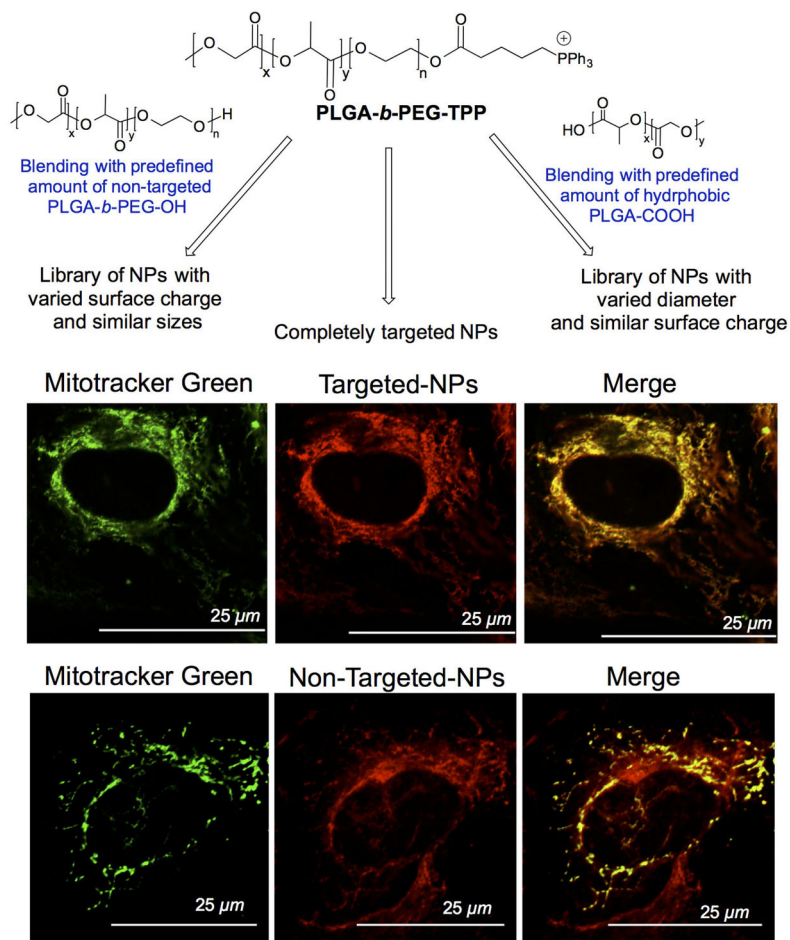 PLGA-b-PEG-TPP
Blending with predefined
amount of non-targeted
PLGA-b-PEG-OH
Blending with predefined
amount of hydrphobic
PLGA-COOH
Library of NPs with
varied surface charge
and similar sizes
Completely targeted NPs
Library of NPs with
varied diameter
and similar surface charge
Mitotracker Green
Targeted-NPs
Merge
25 µm
25 µm
25 µm
Mitotracker Green
Non-Targeted-NPs
Merge
25 µm
25 µm
25 µm